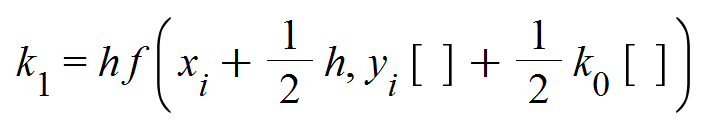 k₁ = hf(xᵢ + 1/2 h, yᵢ [ ] + 1/2 k₀ [ ])